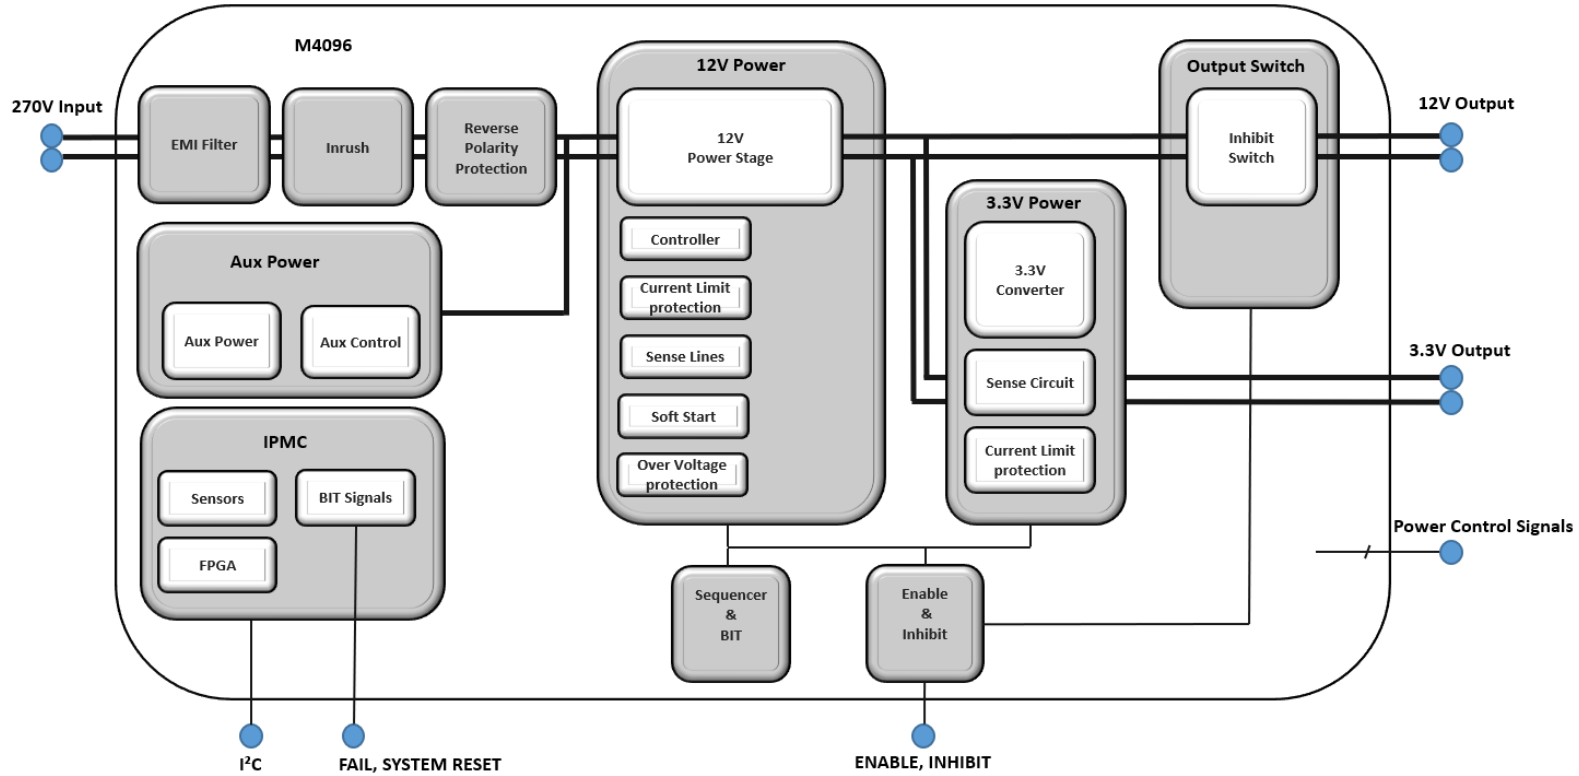 M4096
270V Input
EMI Filter
Inrush
Reverse
Polarity
Protection
12V Power
12V
Power Stage
Controller
Current Limit
protection
Sense Lines
Soft Start
Over Voltage
protection
Output Switch
Inhibit
Switch
12V Output
3.3V Power
3.3V
Converter
Sense Circuit
Current Limit
protection
3.3V Output
Aux Power
Aux Power
Aux Control
IPMC
Sensors
BIT Signals
FPGA
Power Control Signals
Sequencer
&
BIT
Enable
&
Inhibit
I²C
FAIL, SYSTEM RESET
ENABLE, INHIBIT